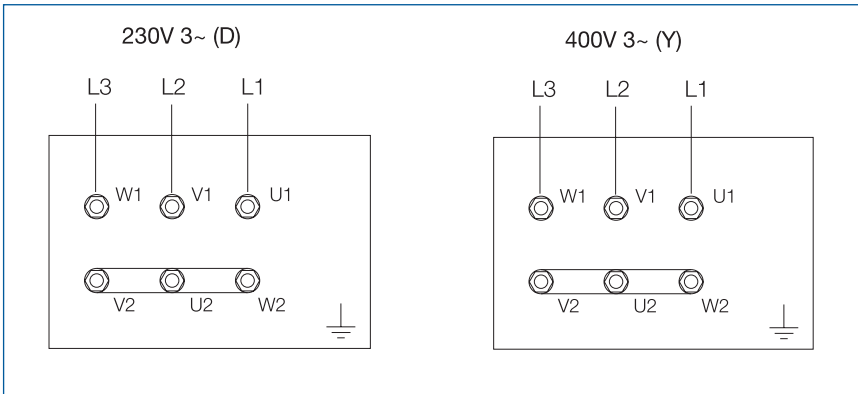 230V 3~ (D)
L3 L2 L1
W1 V1 U1
V2 U2 W2
400V 3~ (Y)
L3 L2 L1
W1 V1 U1
V2 U2 W2